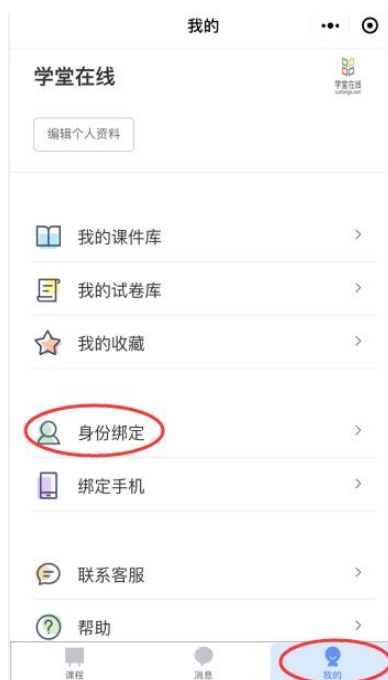 我的
学堂在线
学堂在线
xuetangx.com
编辑个人资料
我的课件库
我的试卷库
我的收藏
身份绑定
绑定手机
联系客服
帮助
课程
消息
我的